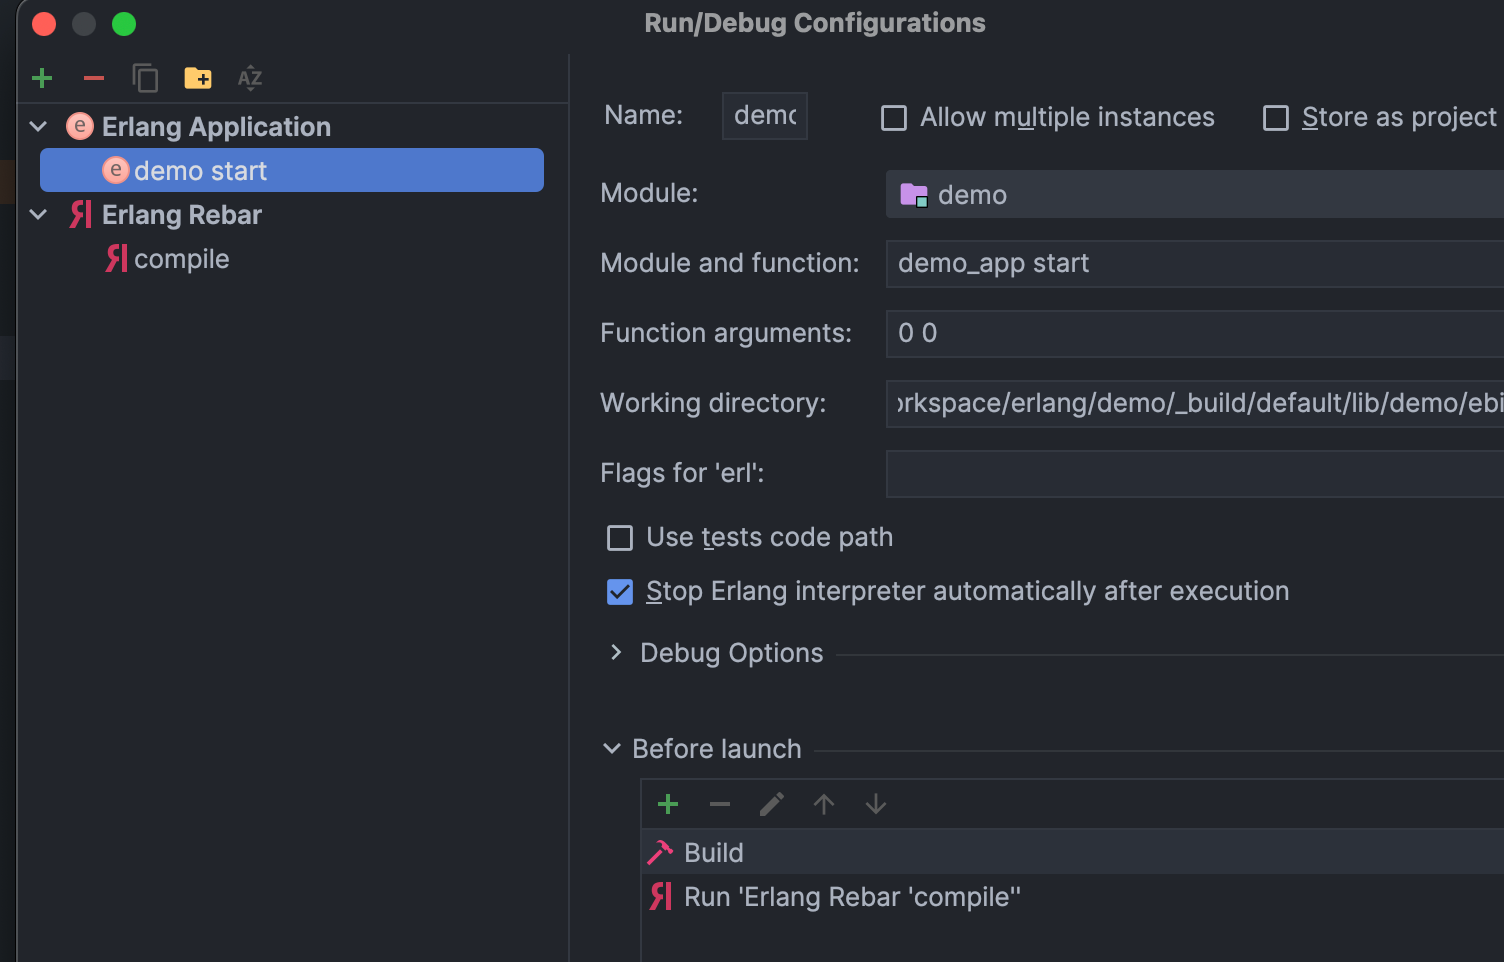 Run/Debug Configurations
AZ
Erlang Application
e demo start
Erlang Rebar
compile
Name: demo
Allow multiple instances
Store as project
Module: demo
Module and function: demo_app start
Function arguments: 0 0
Working directory: orkspace/erlang/demo/_build/default/lib/demo/ebi
Flags for 'erl':
Use tests code path
Stop Erlang interpreter automatically after execution
Debug Options
Before launch
Build
Run 'Erlang Rebar 'compile''